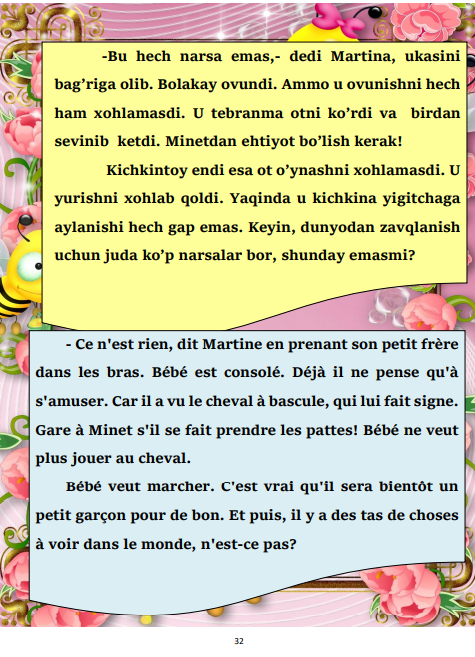 -Bu hech narsa emas,- dedi Martina, ukasini
bag’riga olib. Bolakay ovundi. Ammo u ovunishni hech
ham xohlamasdi. U tebranma otni ko’rdi va birdan
sevinib ketdi. Minetdan ehtiyot bo’lish kerak!
Kichkintoy endi esa ot o’ynashni xohlamasdi. U
yurishni xohlab qoldi. Yaqinda u kichkina yigitchaga
aylanishi hech gap emas. Keyin, dunyodan zavqlanish
uchun juda ko’p narsalar bor, shunday emasmi?
- Ce n'est rien, dit Martine en prenant son petit frère
dans les bras. Bébé est consolé. Déjà il ne pense qu'à
s'amuser. Car il a vu le cheval à bascule, qui lui fait signe.
Gare à Minet s'il se fait prendre les pattes! Bébé ne veut
plus jouer au cheval.
Bébé veut marcher. C'est vrai qu'il sera bientôt un
petit garçon pour de bon. Et puis, il y a des tas de choses
à voir dans le monde, n'est-ce pas?
32